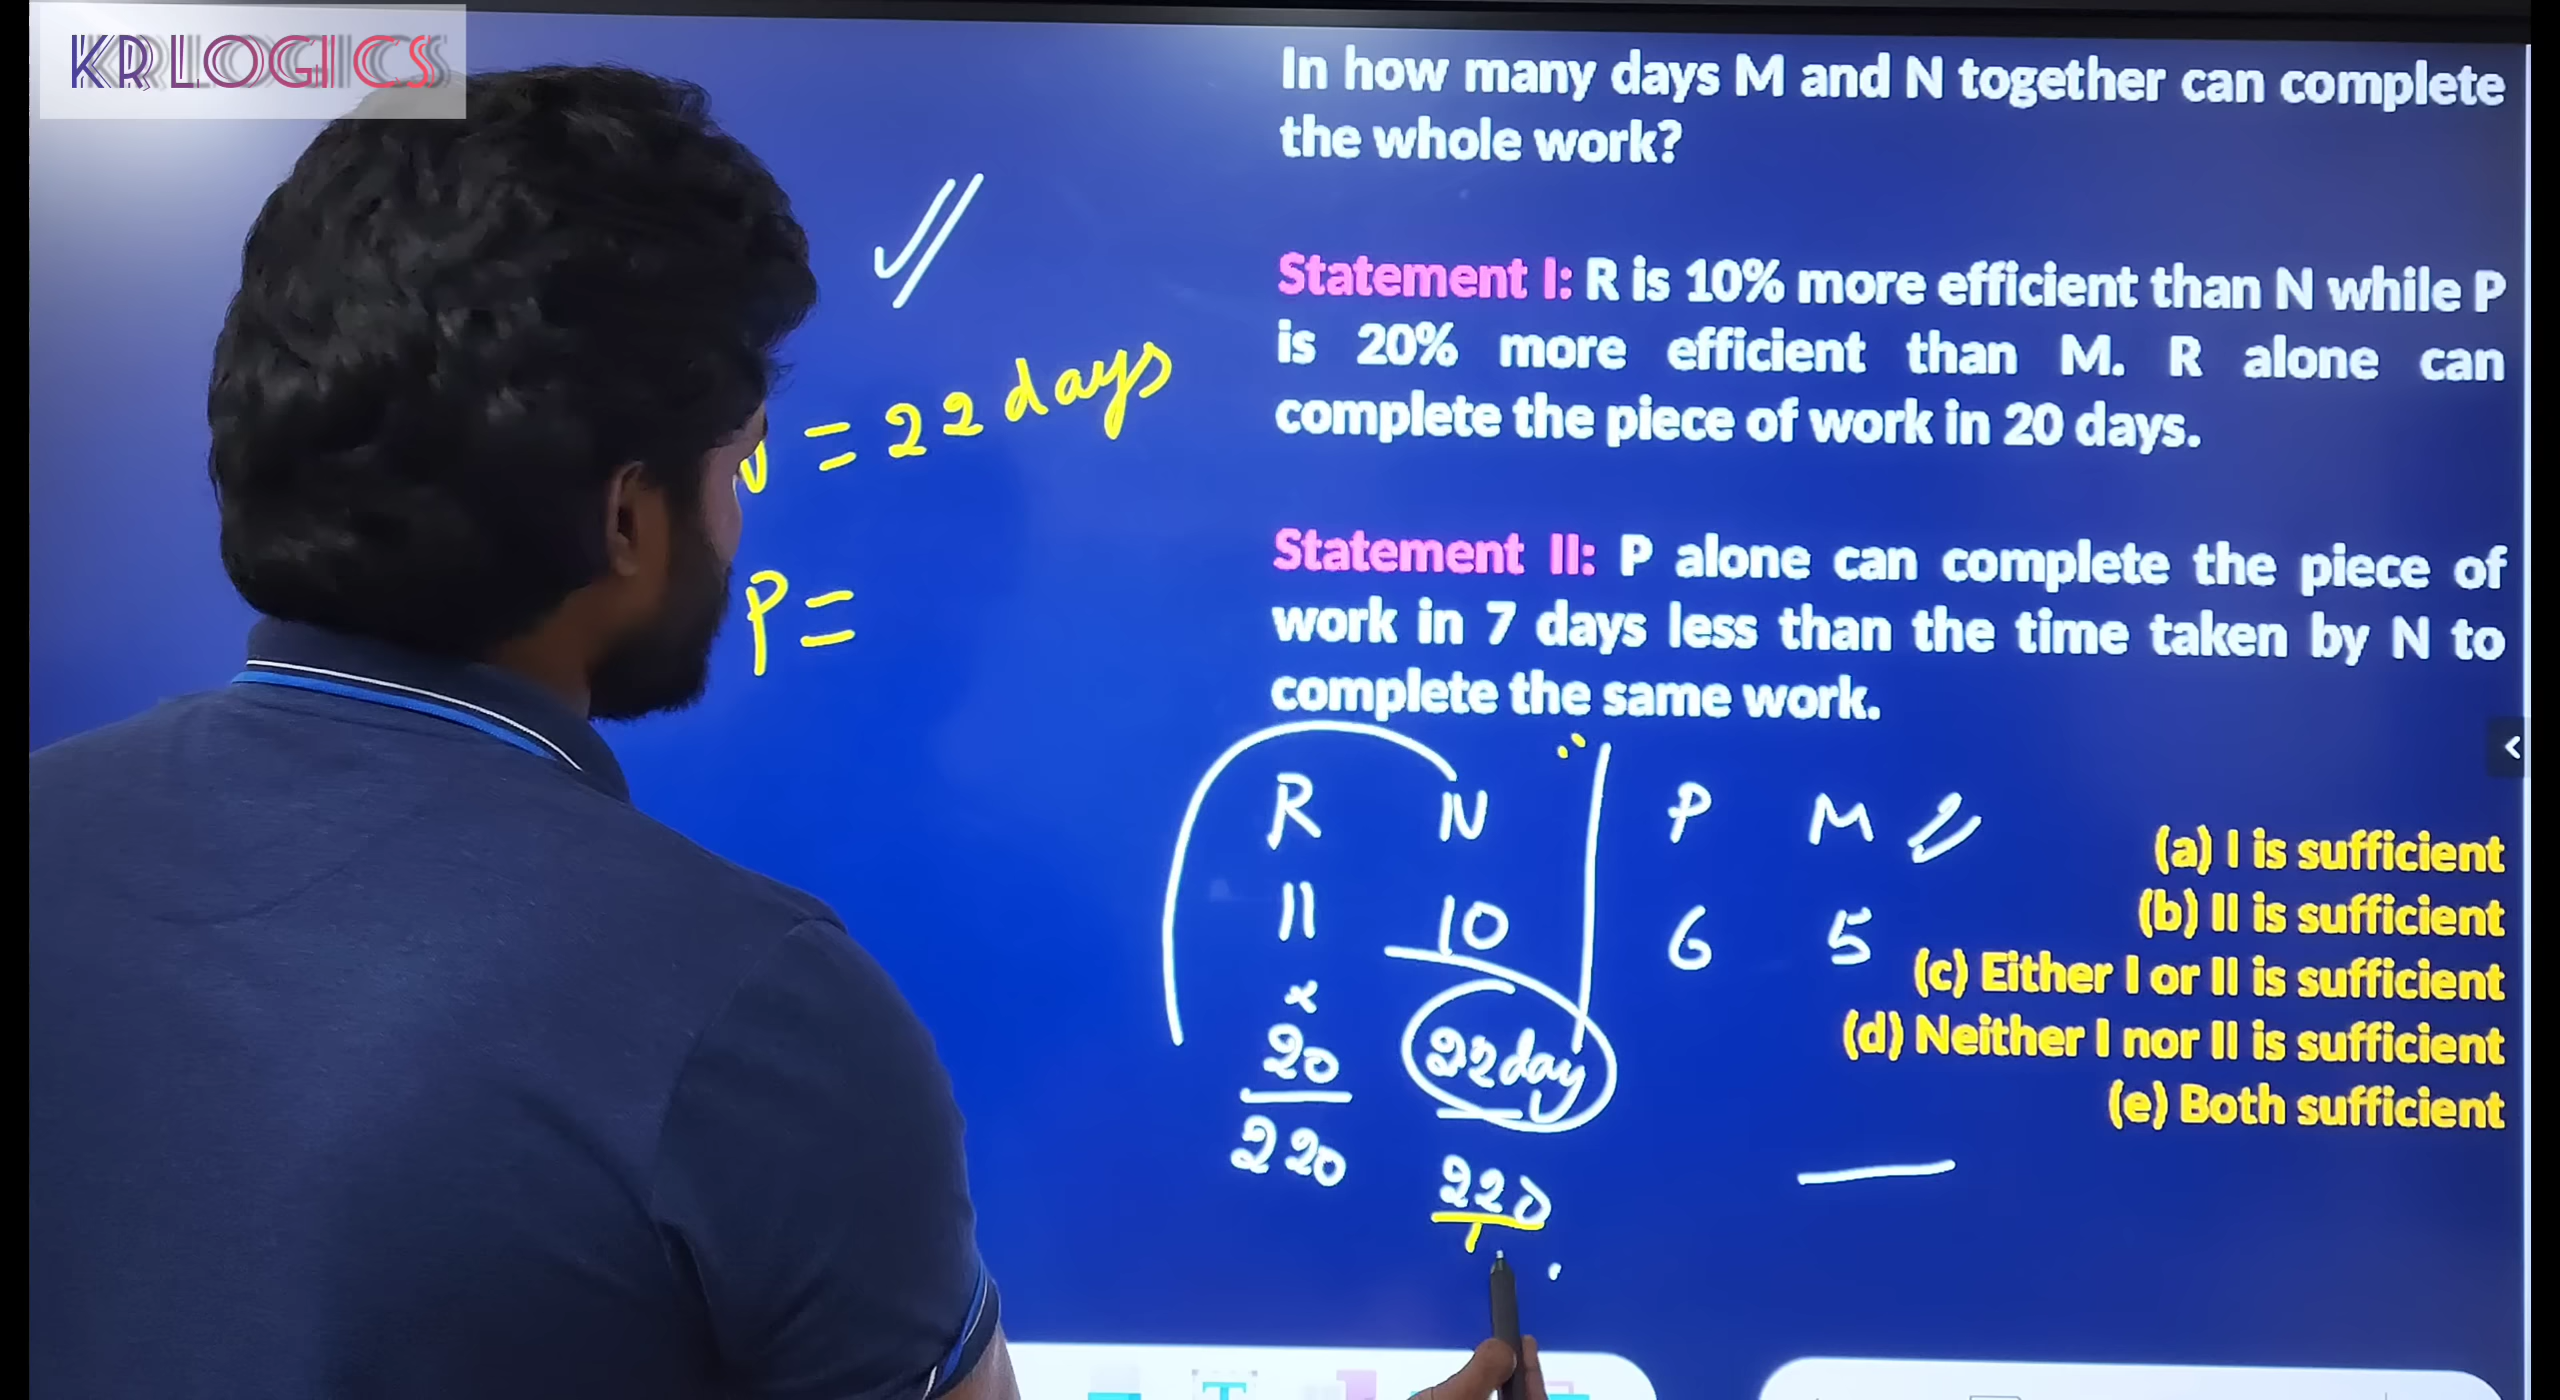 KRLOGICS
In how many days M and N together can complete
the whole work?
Statement I: R is 10% more efficient than N while P
is 20% more efficient than M. R alone can
complete the piece of work in 20 days.
Statement II: P alone can complete the piece of
work in 7 days less than the time taken by N to
complete the same work.
= 22 days
P =
R N P M
11 10 6 5
×
20 22day
220 220
(a) I is sufficient
(b) II is sufficient
(c) Either I or II is sufficient
(d) Neither I nor II is sufficient
(e) Both sufficient